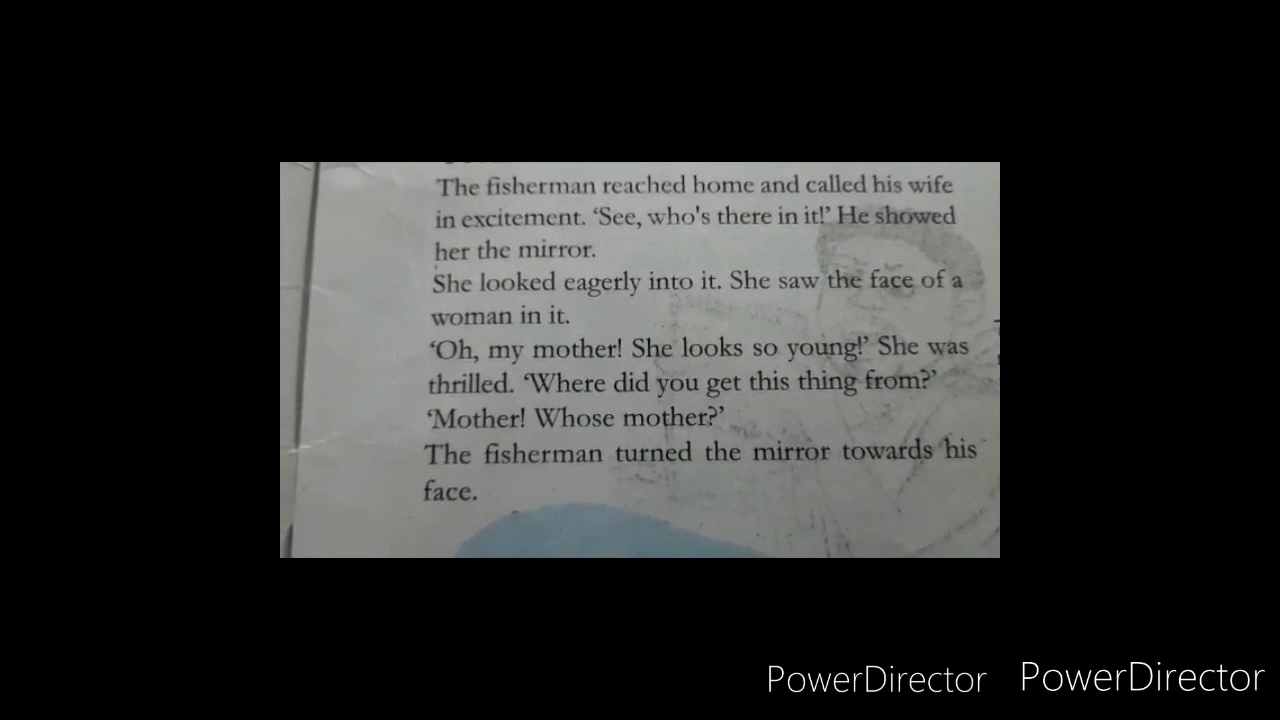 The fisherman reached home and called his wife
in excitement. ‘See, who's there in it!’ He showed
her the mirror.
She looked eagerly into it. She saw the face of a
woman in it.
‘Oh, my mother! She looks so young!’ She was
thrilled. ‘Where did you get this thing from?’
‘Mother! Whose mother?’
The fisherman turned the mirror towards his
face.
PowerDirector PowerDirector